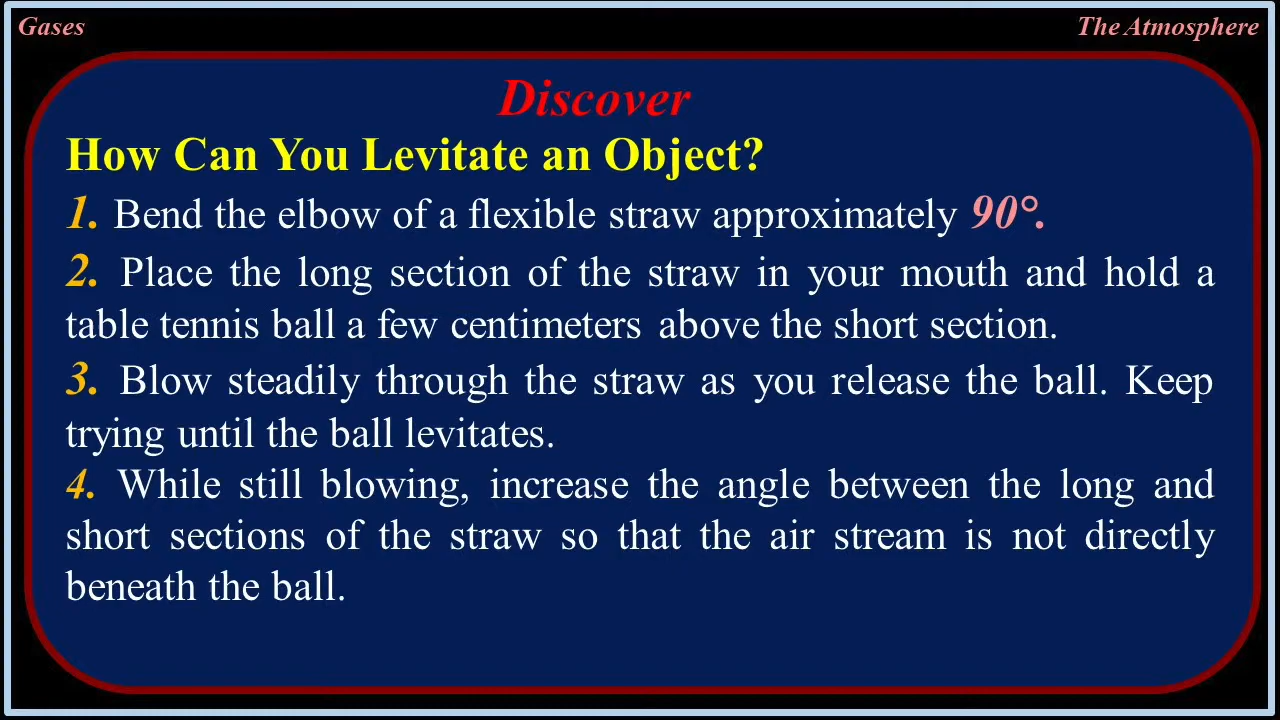 Gases
The Atmosphere
Discover
How Can You Levitate an Object?
1. Bend the elbow of a flexible straw approximately 90°.
2. Place the long section of the straw in your mouth and hold a
table tennis ball a few centimeters above the short section.
3. Blow steadily through the straw as you release the ball. Keep
trying until the ball levitates.
4. While still blowing, increase the angle between the long and
short sections of the straw so that the air stream is not directly
beneath the ball.